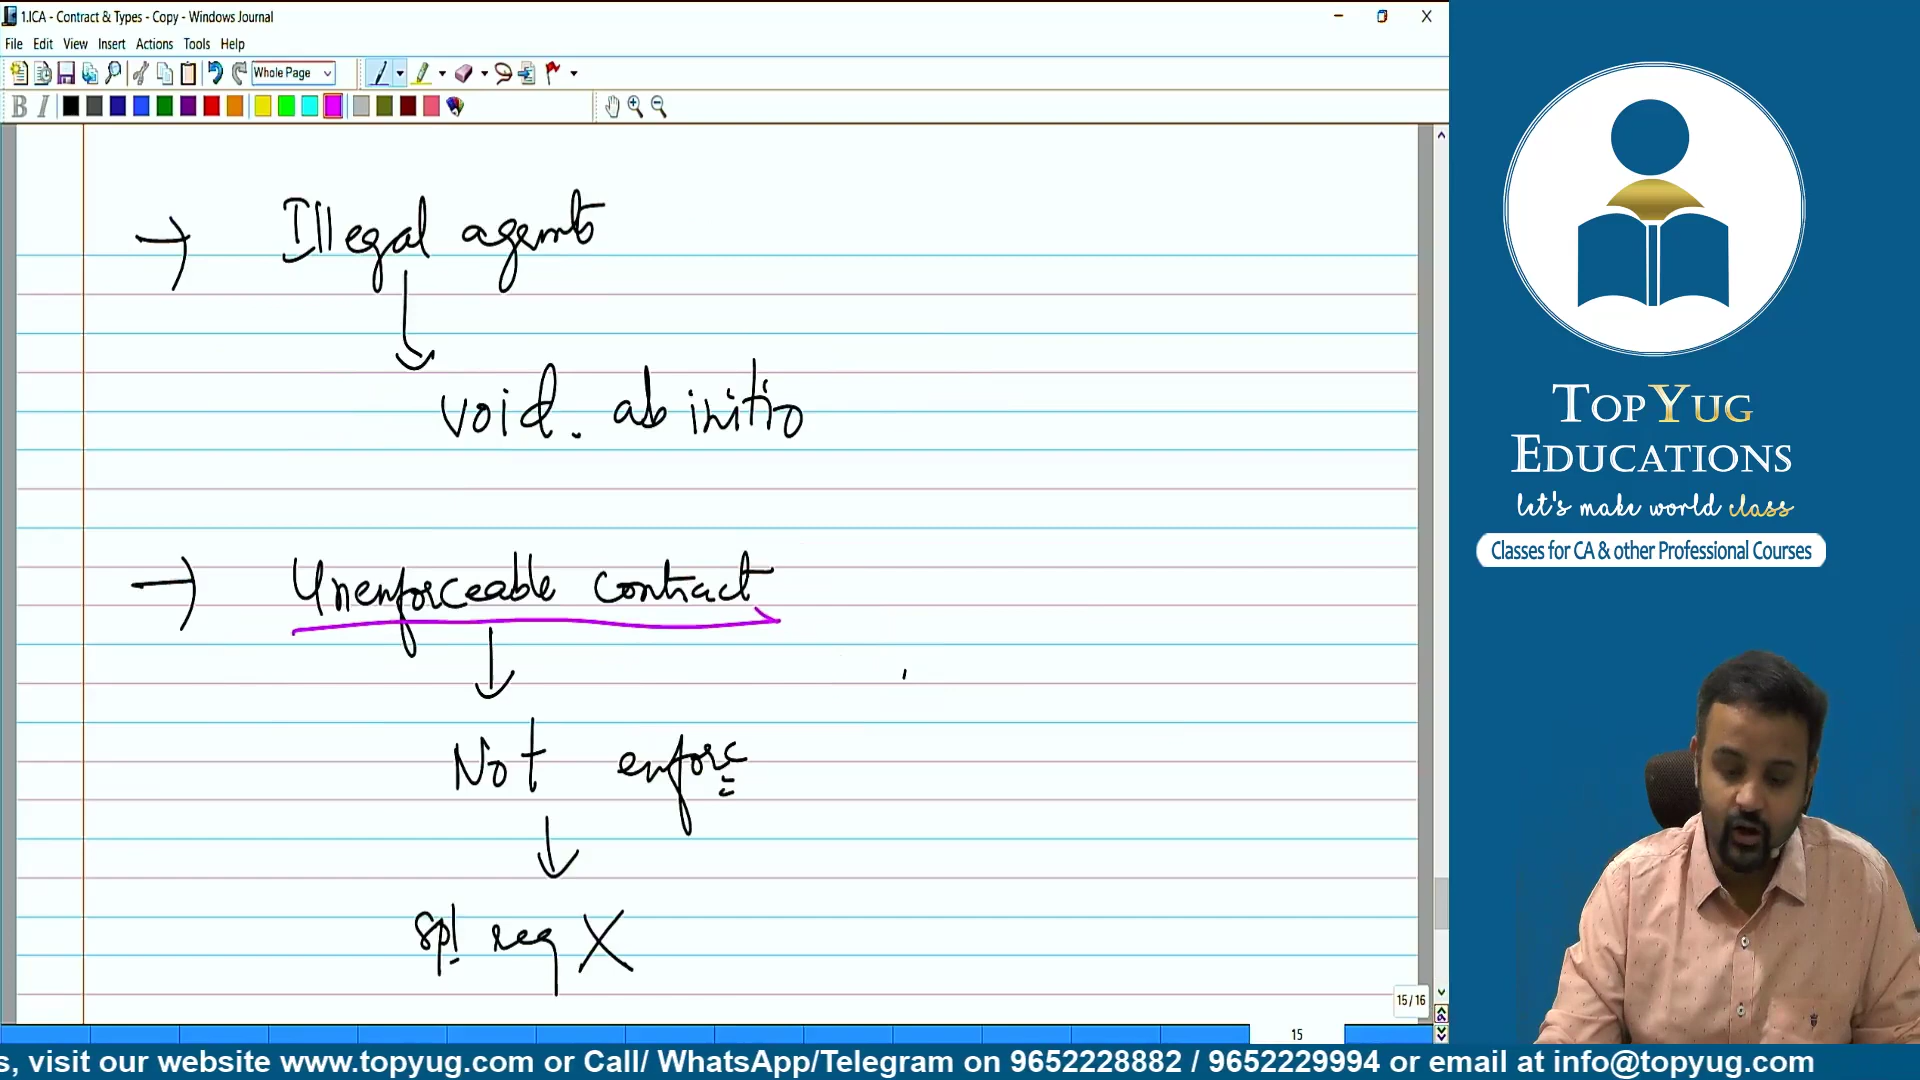 1.ICA - Contract & Types - Copy - Windows Journal
File Edit View Insert Actions Tools Help
Whole Page
B I
→ Illegal agemts
↓
void. ab initio
→ Unenforceable contract
↓
Not enforc
↓
Spl req X
15/16
15
TOPYUG
EDUCATIONS
let's make world class
Classes for CA & other Professional Courses
s, visit our website www.topyug.com or Call/ WhatsApp/Telegram on 9652228882 / 9652229994 or email at info@topyug.com